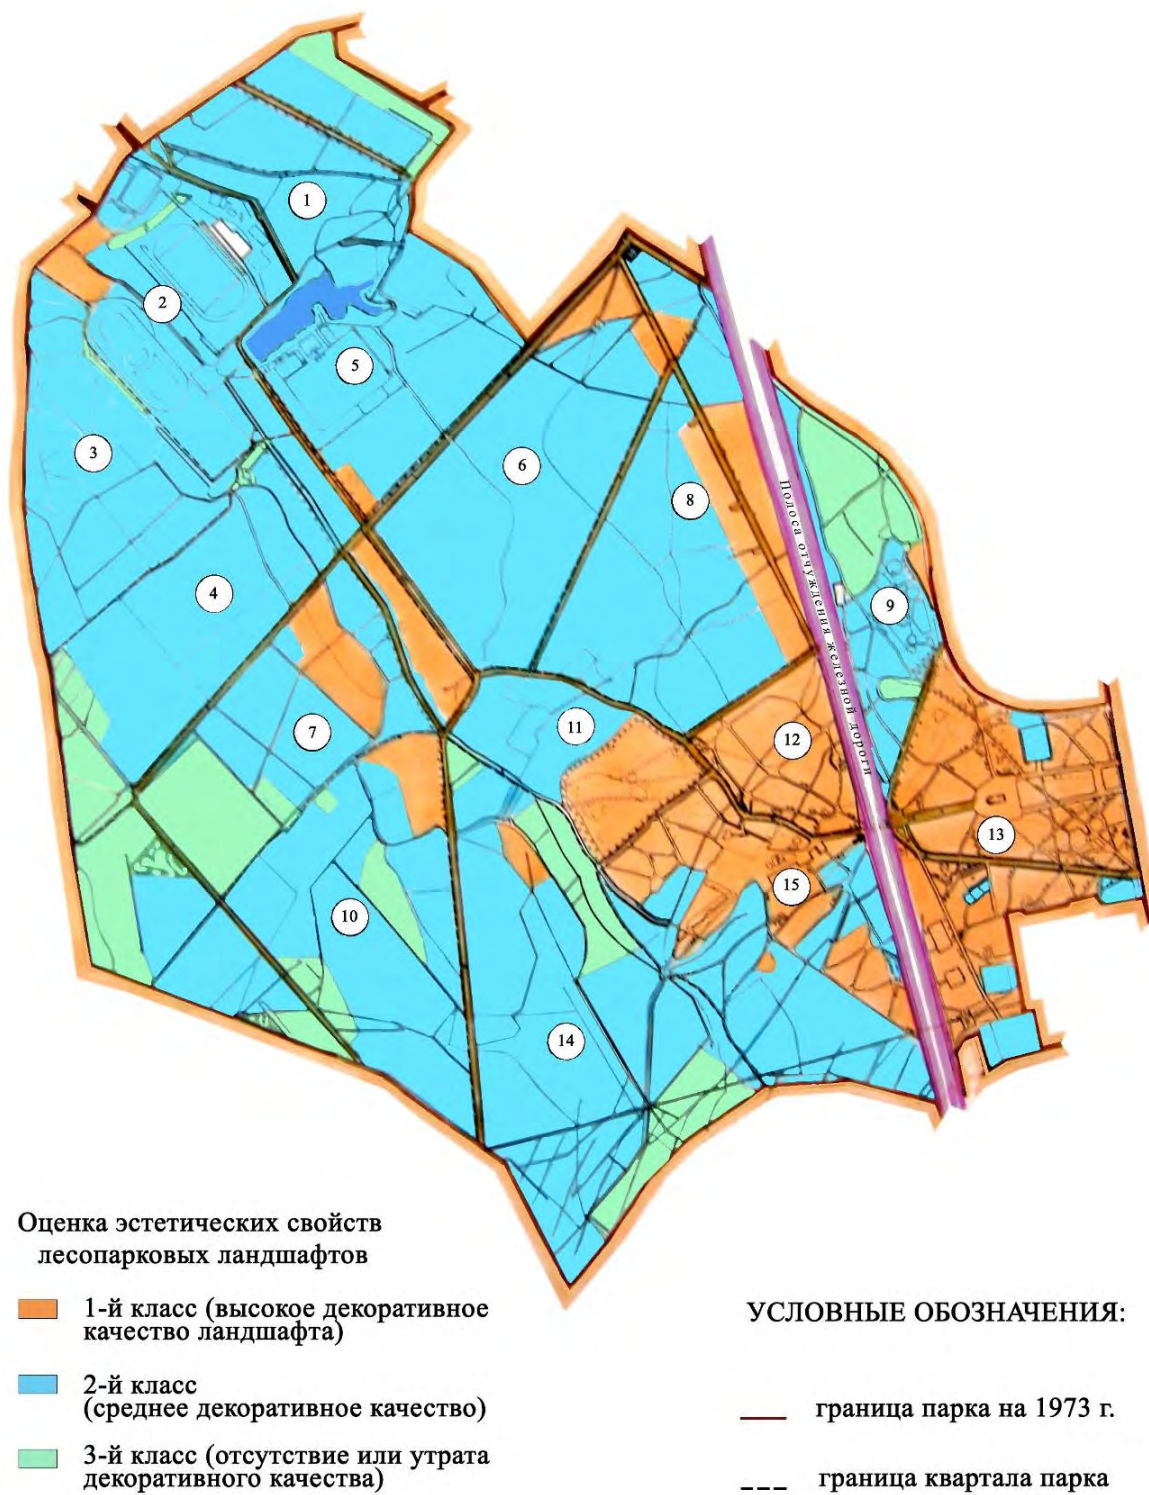 1
2
3
4
5
6
7
8
9
10
11
12
13
14
15
Полоса отчуждения железной дороги
Оценка эстетических свойств
лесопарковых ландшафтов
1-й класс (высокое декоративное
качество ландшафта)
2-й класс
(среднее декоративное качество)
3-й класс (отсутствие или утрата
декоративного качества)
УСЛОВНЫЕ ОБОЗНАЧЕНИЯ:
граница парка на 1973 г.
граница квартала парка